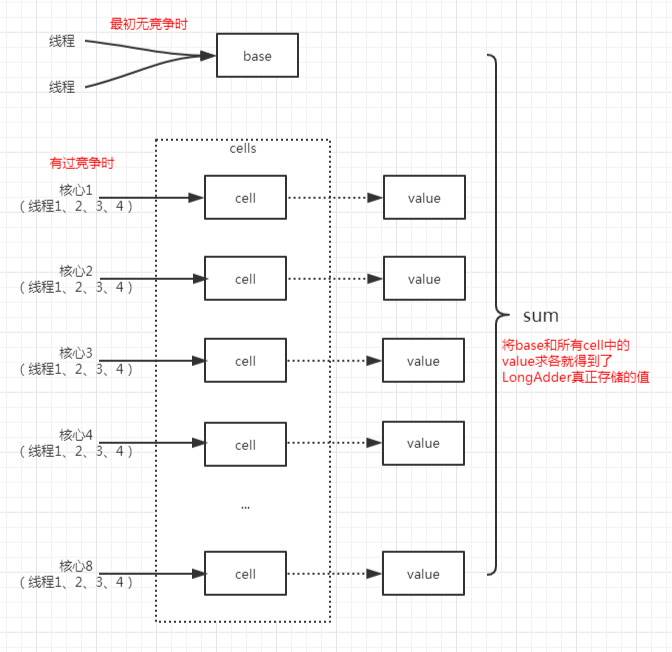 最初无竞争时
线程
base
线程
cells
有过竞争时
核心1
（线程1、2、3、4）
cell
value
核心2
（线程1、2、3、4）
cell
value
sum
将base和所有cell中的
value求各就得到了
LongAdder真正存储的值
核心3
（线程1、2、3、4）
cell
value
核心4
（线程1、2、3、4）
cell
value
...
核心8
（线程1、2、3、4）
cell
value